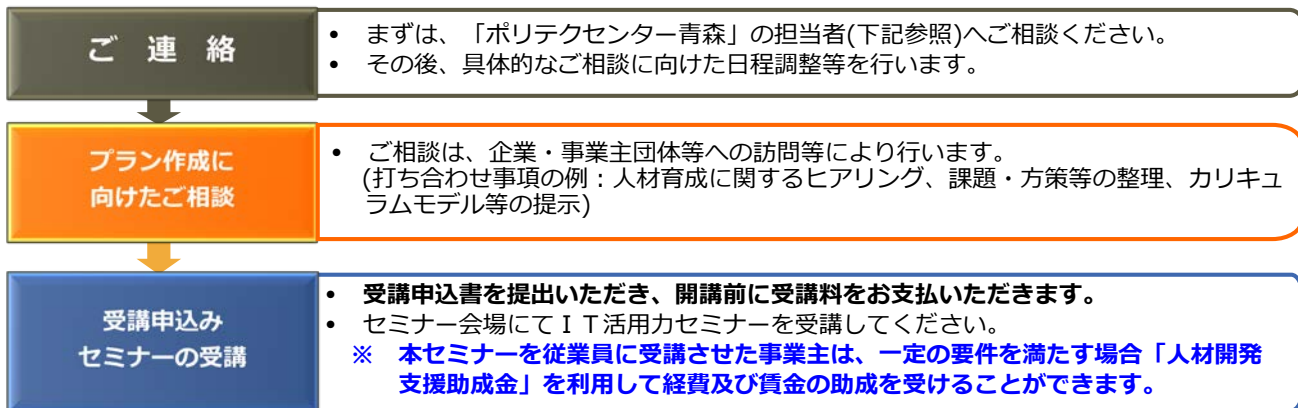 ご 連 絡
• まずは、「ポリテクセンター青森」の担当者(下記参照)へご相談ください。
• その後、具体的なご相談に向けた日程調整等を行います。
プラン作成に
向けたご相談
• ご相談は、企業・事業主団体等への訪問等により行います。
(打ち合わせ事項の例：人材育成に関するヒアリング、課題・方策等の整理、カリキュ
ラムモデル等の提示)
受講申込み
セミナーの受講
• 受講申込書を提出いただき、開講前に受講料をお支払いただきます。
• セミナー会場にてＩＴ活用力セミナーを受講してください。
※ 本セミナーを従業員に受講させた事業主は、一定の要件を満たす場合「人材開発
支援助成金」を利用して経費及び賃金の助成を受けることができます。